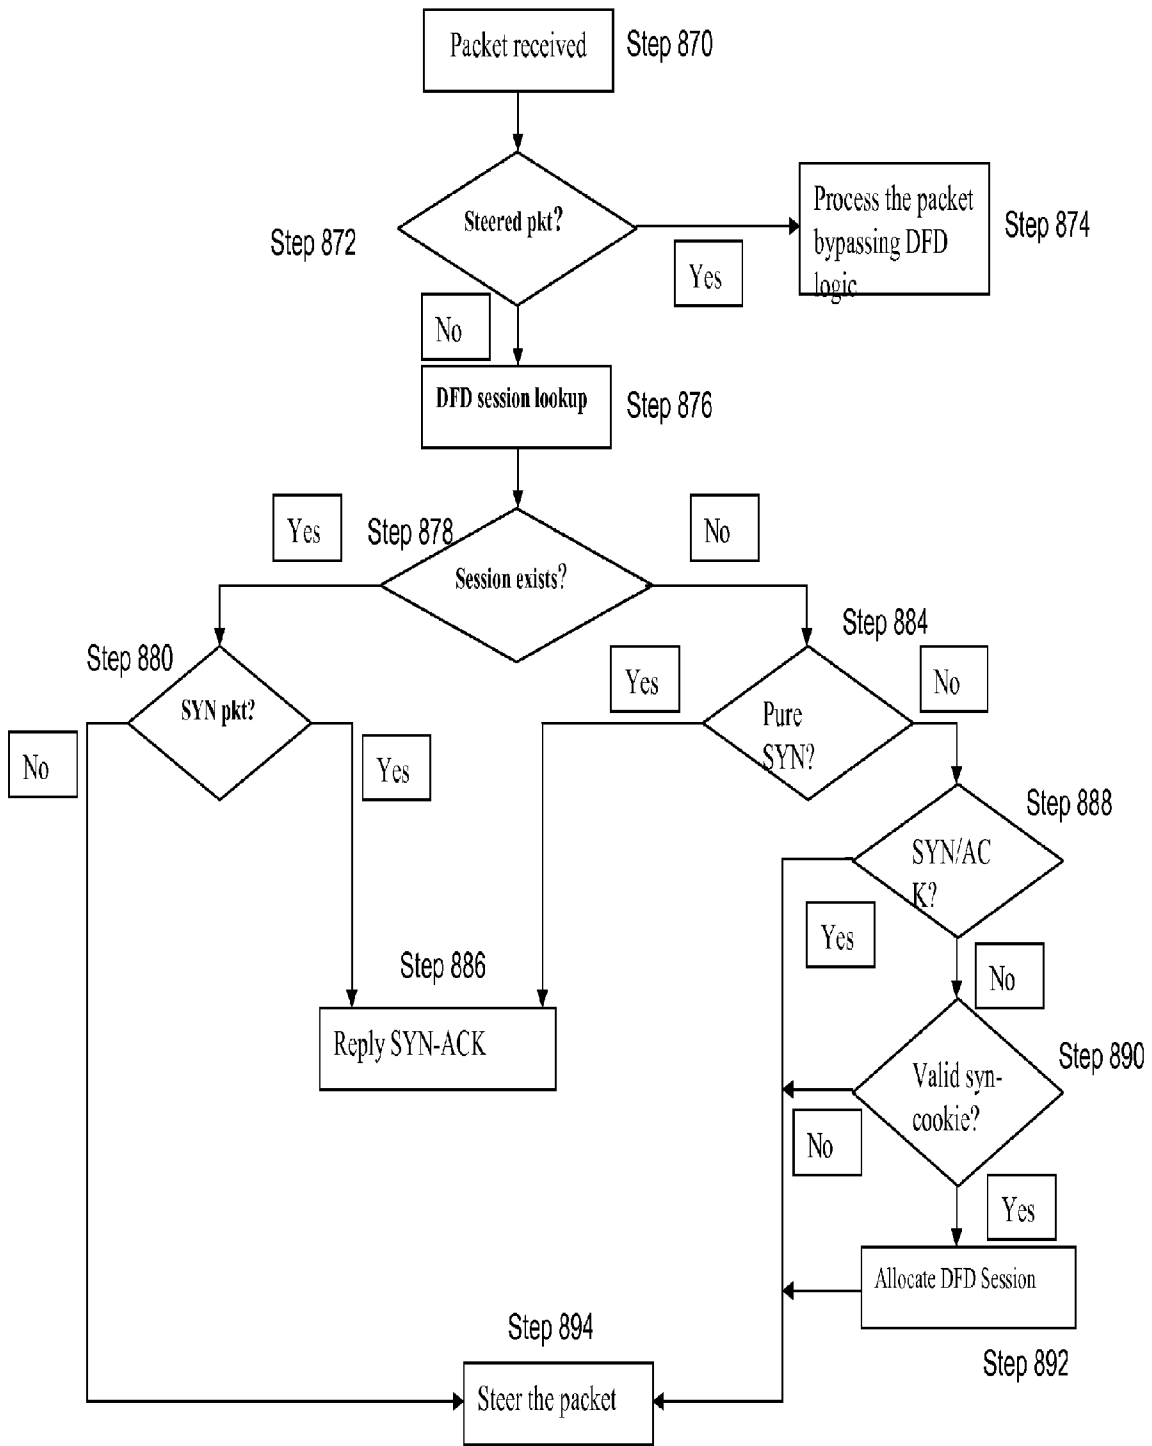 Packet received
Step 870
Steered pkt?
Step 872
Yes
Process the packet
bypassing DFD
logic
Step 874
No
DFD session lookup
Step 876
Yes
Step 878
No
Session exists?
Step 884
Step 880
Yes
No
SYN pkt?
Pure
SYN?
No
Yes
Step 888
SYN/AC
K?
Yes
Step 886
No
Reply SYN-ACK
Step 890
Valid syn-
cookie?
No
Yes
Allocate DFD Session
Step 894
Step 892
Steer the packet